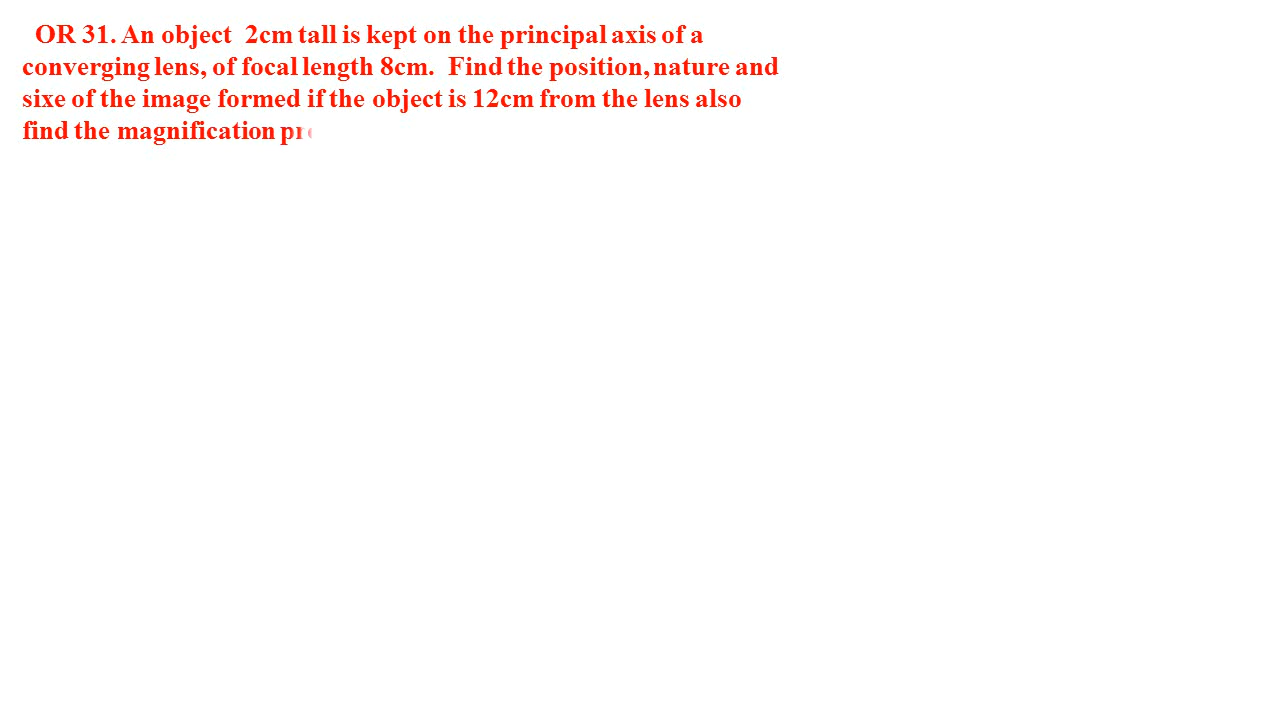 OR 31. An object 2cm tall is kept on the principal axis of a
converging lens, of focal length 8cm. Find the position, nature and
sixe of the image formed if the object is 12cm from the lens also
find the magnification